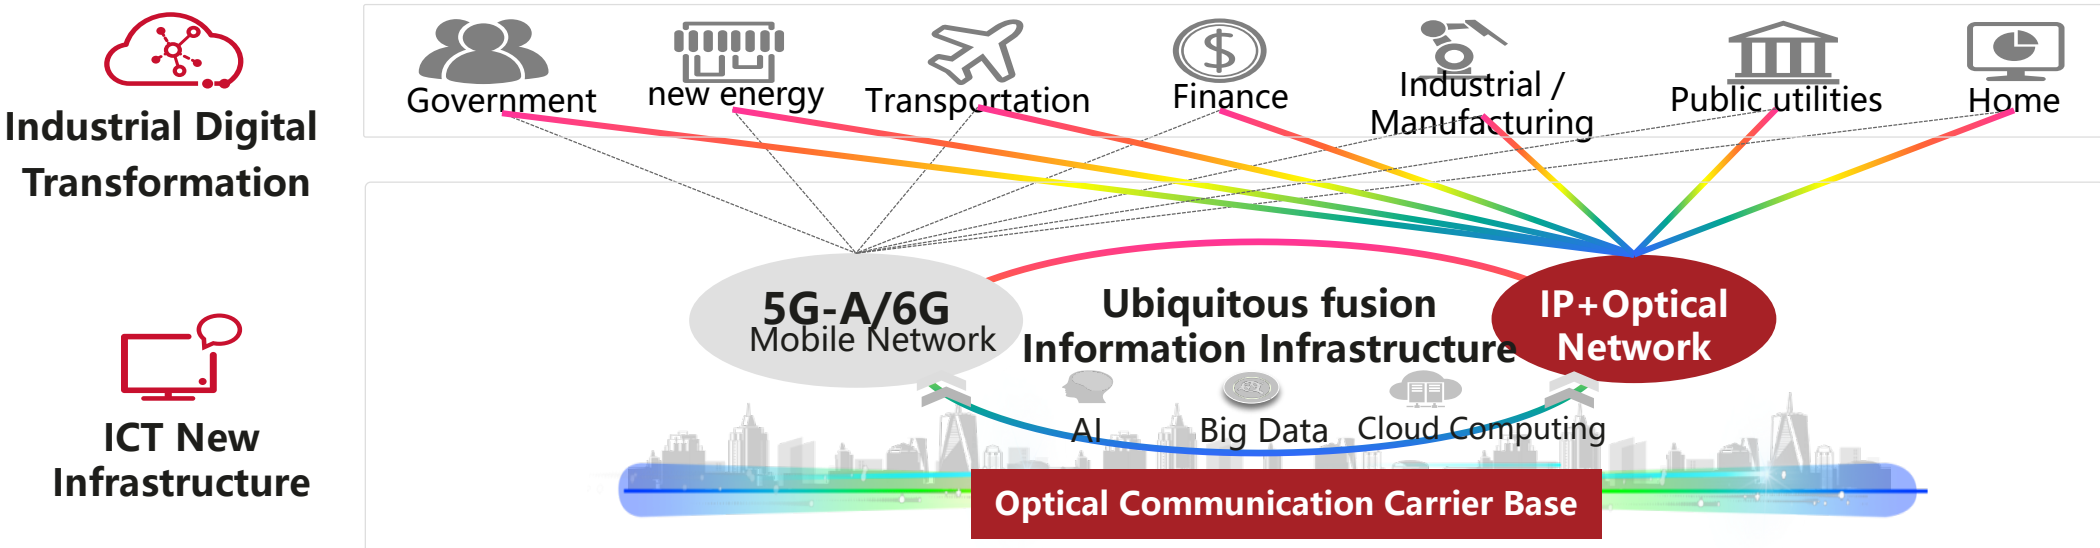 Industrial Digital
Transformation
Government
new energy
Transportation
Finance
Industrial /
Manufacturing
Public utilities
Home
ICT New
Infrastructure
5G-A/6G
Mobile Network
Ubiquitous fusion
Information Infrastructure
IP+Optical
Network
AI
Big Data
Cloud Computing
Optical Communication Carrier Base